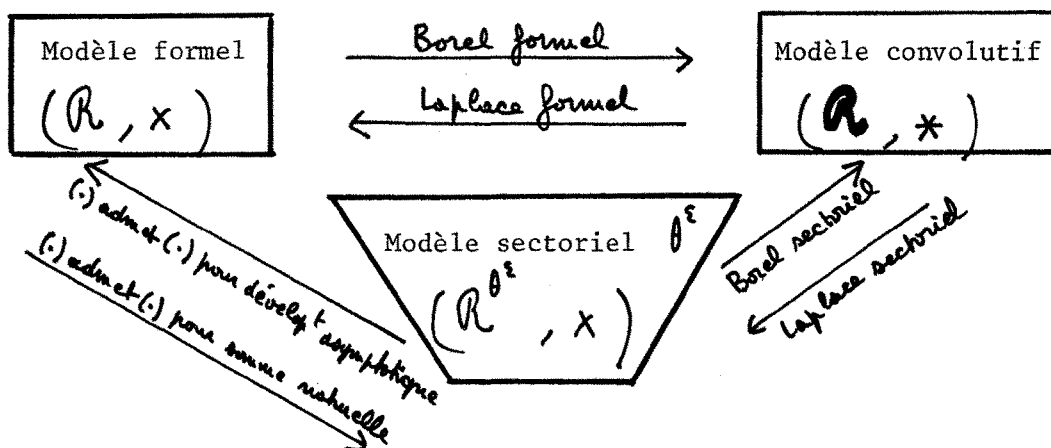 Modèle formel
(R, ×)
Borel formel
Laplace formel
Modèle convolutif
(R, *)
(·) admet (·) pour dévelopt asymptotique
(·) admet (·) pour somme naturelle
Modèle sectoriel θ^ε
(R^θ^ε, ×)
Borel sectoriel
Laplace sectoriel